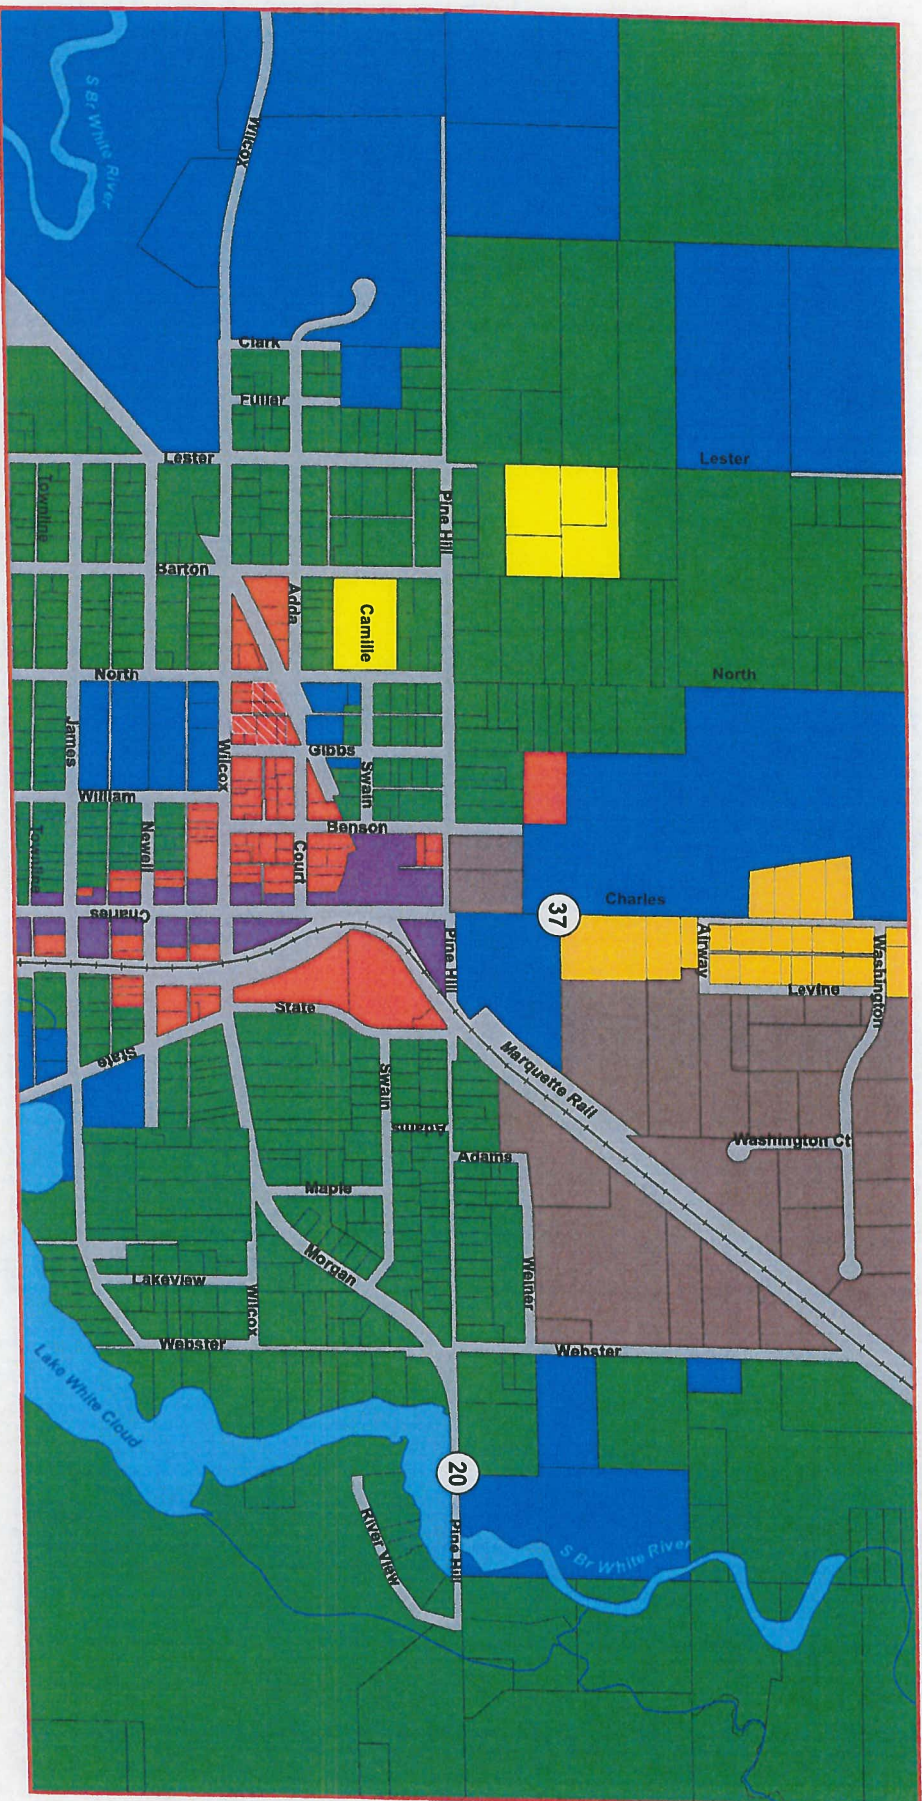 S Br White River
Wilcox
Clark
Fuller
Lester
Lester
Townline
Pine Hill
Barton
Adda
Camille
North
North
James
Wilcox
Gibbs
Swain
William
Newell
Townline
Benson
Court
Charles
37
Charles
Airway
Washington
Levine
Pine Hill
State
State
Swain
Adams
Marquette Rail
Washington Ct
Adams
Maple
Morgan
Lakeview
Wilcox
Weiner
Webster
Webster
Lake White Cloud
20
Pine Hill
River View
S Br White River